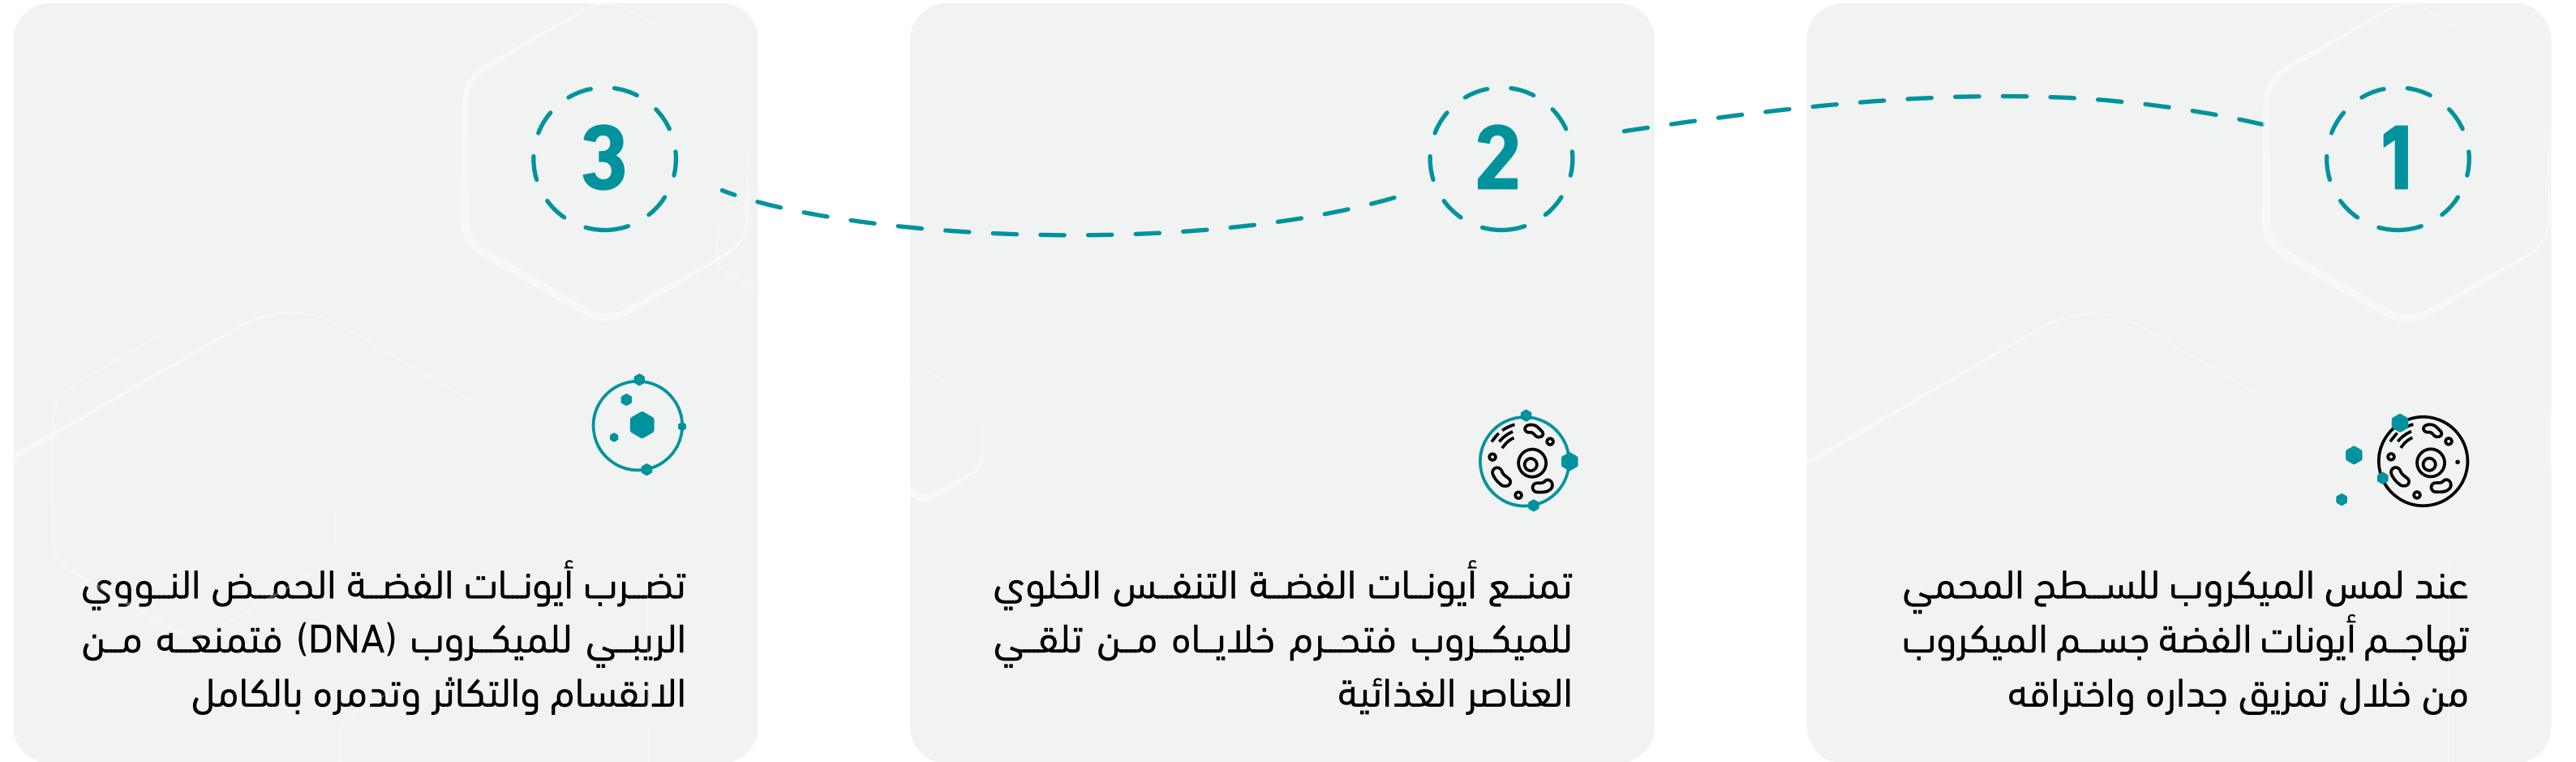 1
عند لمس الميكروب للسطح المحمي
تهاجم أيونات الفضة جسم الميكروب
من خلال تمزيق جداره واختراقه
2
تمنع أيونات الفضة التنفس الخلوي
للميكروب فتحرم خلاياه من تلقي
العناصر الغذائية
3
تضرب أيونات الفضة الحمض النووي
الريبي للميكروب (DNA) فتمنعه من
الانقسام والتكاثر وتدمره بالكامل